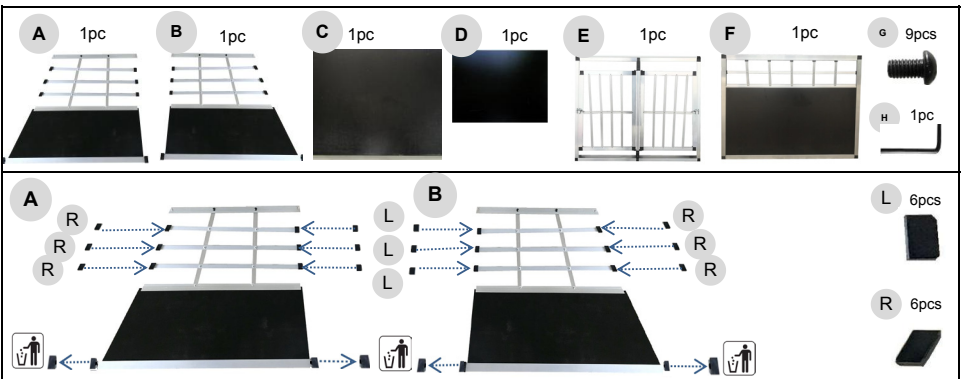 A 1pc
B 1pc
C 1pc
D 1pc
E 1pc
F 1pc
G 9pcs
H 1pc
A
R
R
R
L
L
L
B
R
R
R
L 6pcs
R 6pcs